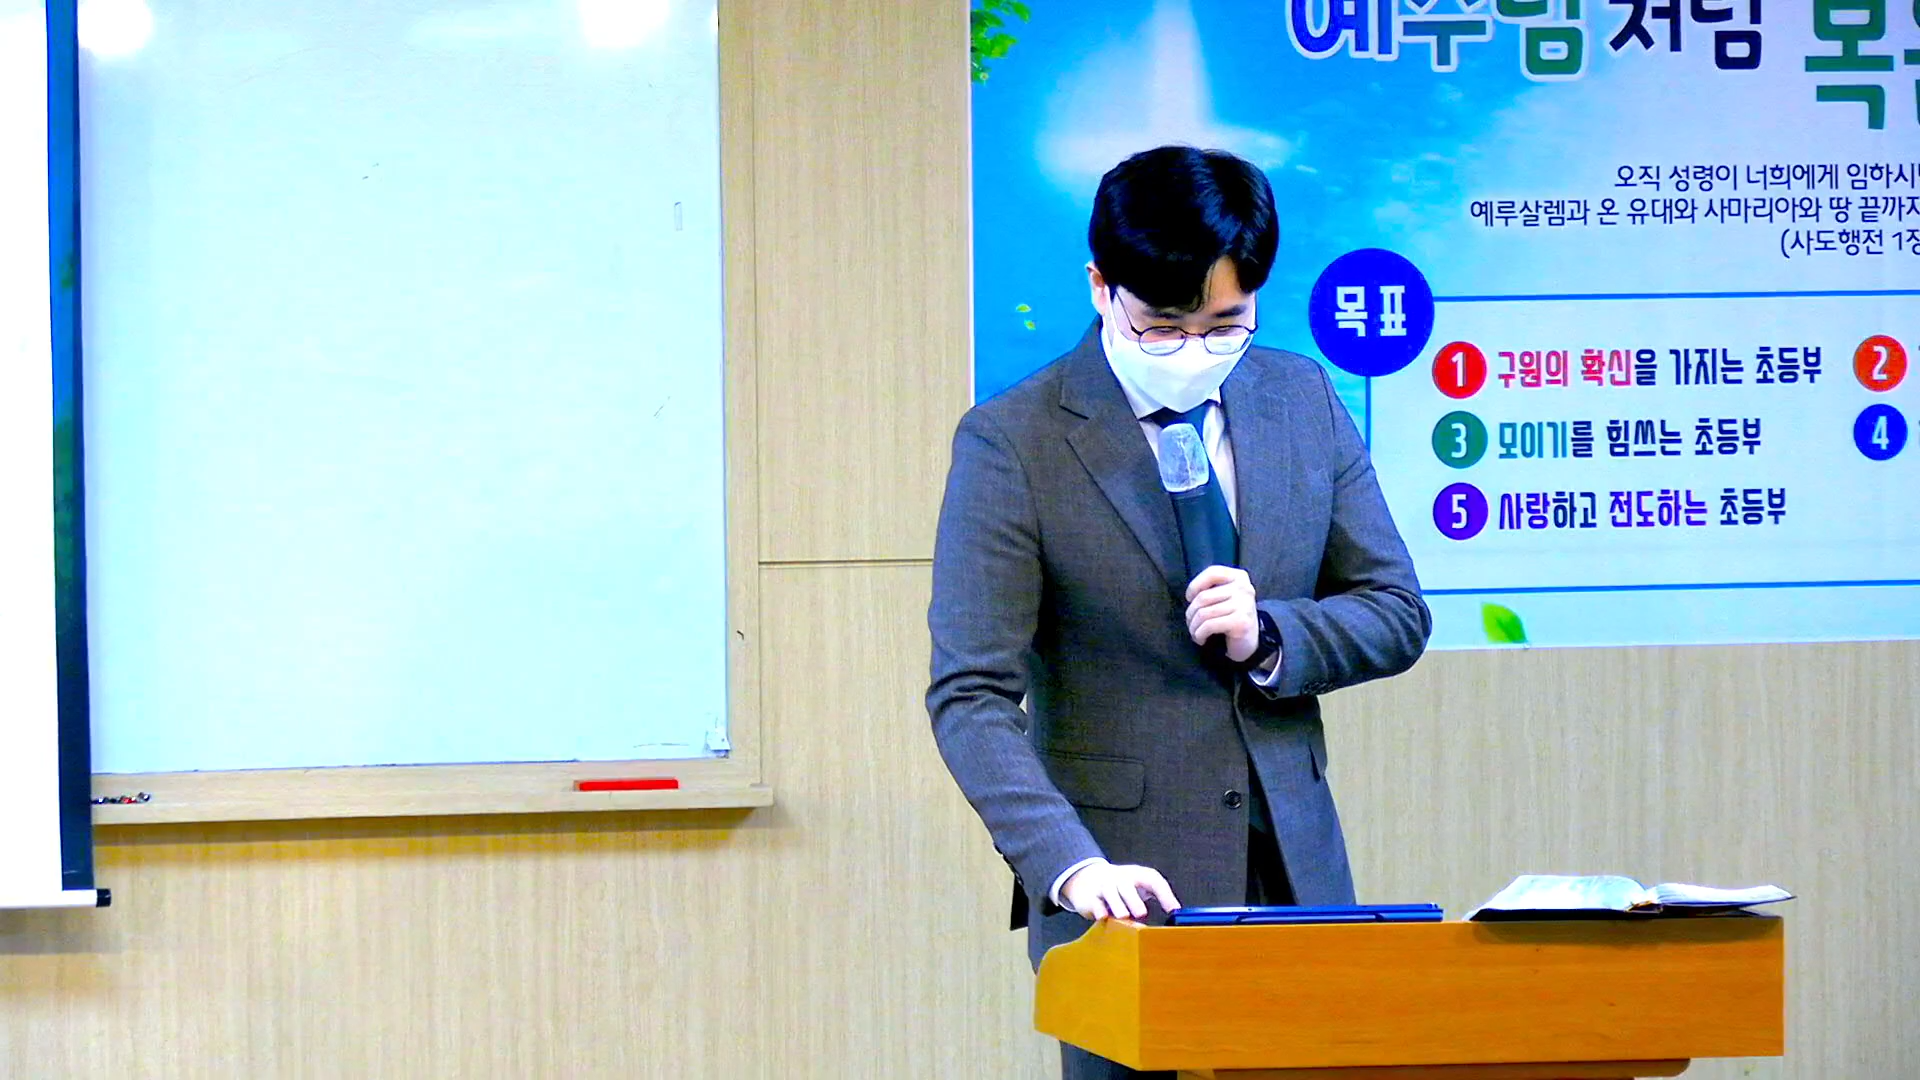 예수님처럼
오직 성령이 너희에게 임하시
예루살렘과 온 유대와 사마리아와 땅 끝까지
(사도행전 1장
목표
1 구원의 확신을 가지는 초등부
2
3 모이기를 힘쓰는 초등부
4
5 사랑하고 전도하는 초등부